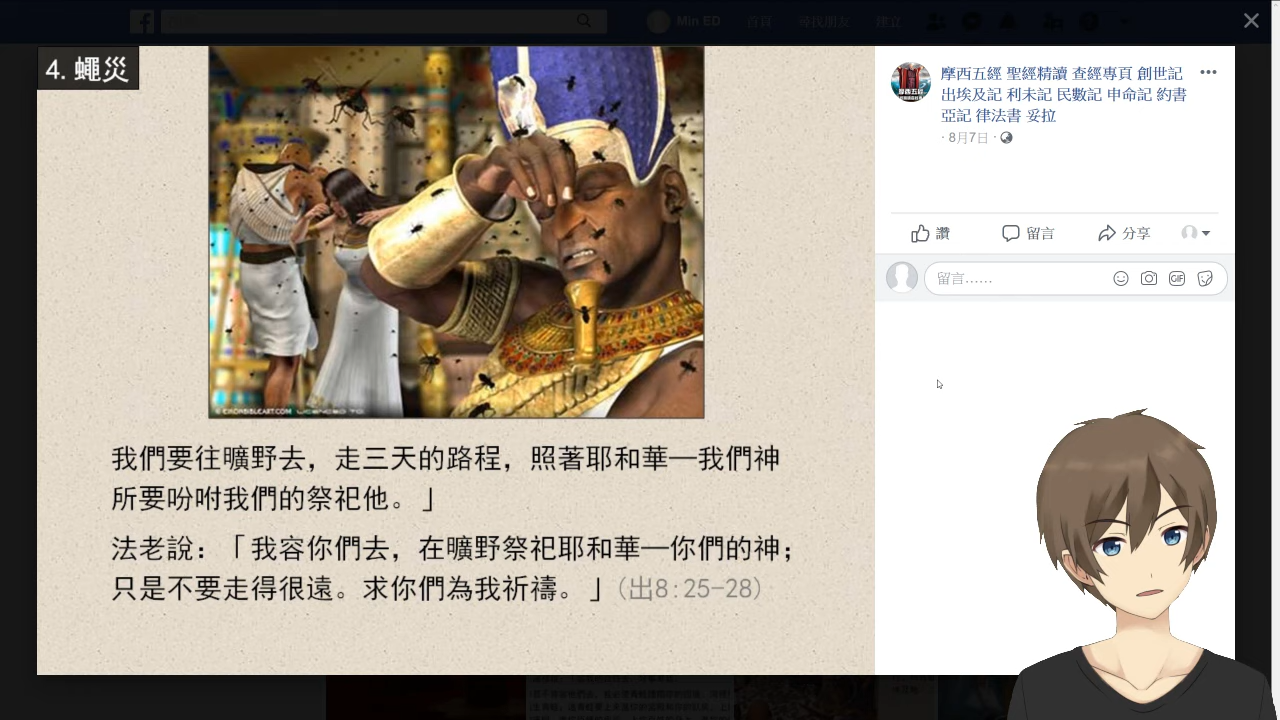 Min ED 首頁 尋找朋友 建立
4. 蠅災
我們要往曠野去，走三天的路程，照著耶和華─我們神
所要吩咐我們的祭祀他。」
法老說：「我容你們去，在曠野祭祀耶和華─你們的神；
只是不要走得很遠。求你們為我祈禱。」（出8：25-28）
摩西五經 聖經精讀 查經專頁 創世記
出埃及記 利未記 民數記 申命記 約書
亞記 律法書 妥拉
· 8月7日 ·
讚 留言 分享
留言......
GIF